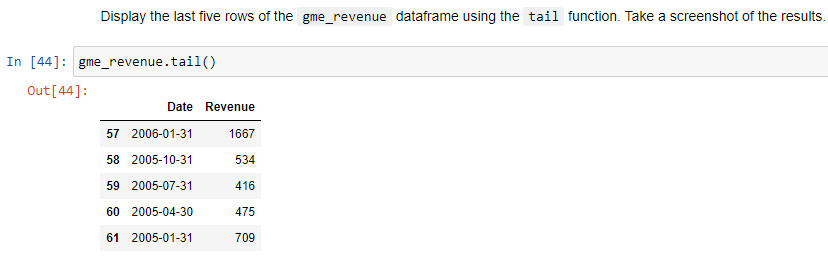 Display the last five rows of the gme_revenue dataframe using the tail function. Take a screenshot of the results.
In [44]: gme_revenue.tail()
Out[44]:
Date Revenue
57 2006-01-31 1667
58 2005-10-31 534
59 2005-07-31 416
60 2005-04-30 475
61 2005-01-31 709